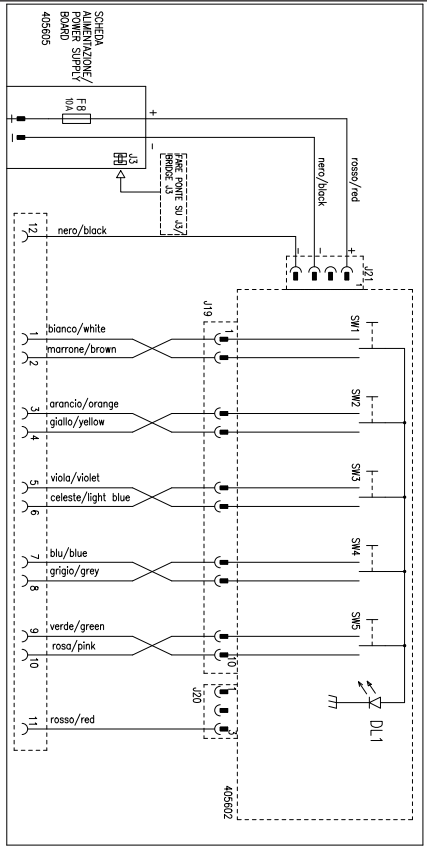 SCHEDA
ALIMENTAZIONE/
POWER SUPPLY
BOARD
405605
F8
10A
+
-
J3
FARE PONTE SU J3/
BRIDGE J3
rosso/red
nero/black
-
+
J21
1
12
nero/black
J19
1
1
bianco/white
2
marrone/brown
SW1
3
arancio/orange
4
giallo/yellow
SW2
5
viola/violet
6
celeste/light blue
SW3
7
blu/blue
8
grigio/grey
SW4
9
verde/green
10
rosa/pink
10
SW5
DL1
J20
1
3
11
rosso/red
405602